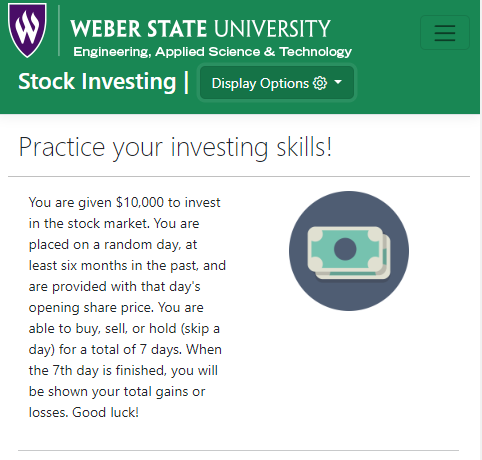 WEBER STATE UNIVERSITY
Engineering, Applied Science & Technology
Stock Investing | Display Options
Practice your investing skills!
You are given $10,000 to invest
in the stock market. You are
placed on a random day, at
least six months in the past, and
are provided with that day's
opening share price. You are
able to buy, sell, or hold (skip a
day) for a total of 7 days. When
the 7th day is finished, you will
be shown your total gains or
losses. Good luck!